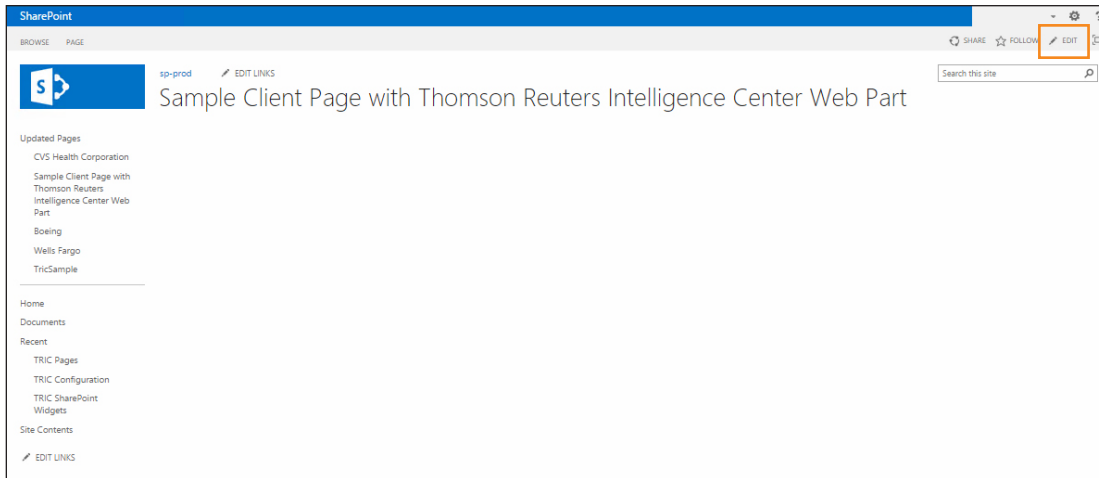 SharePoint
?
BROWSE PAGE
SHARE FOLLOW EDIT
S
sp-prod EDIT LINKS
Search this site
Sample Client Page with Thomson Reuters Intelligence Center Web Part
Updated Pages
CVS Health Corporation
Sample Client Page with
Thomson Reuters
Intelligence Center Web
Part
Boeing
Wells Fargo
TricSample
Home
Documents
Recent
TRIC Pages
TRIC Configuration
TRIC SharePoint
Widgets
Site Contents
EDIT LINKS